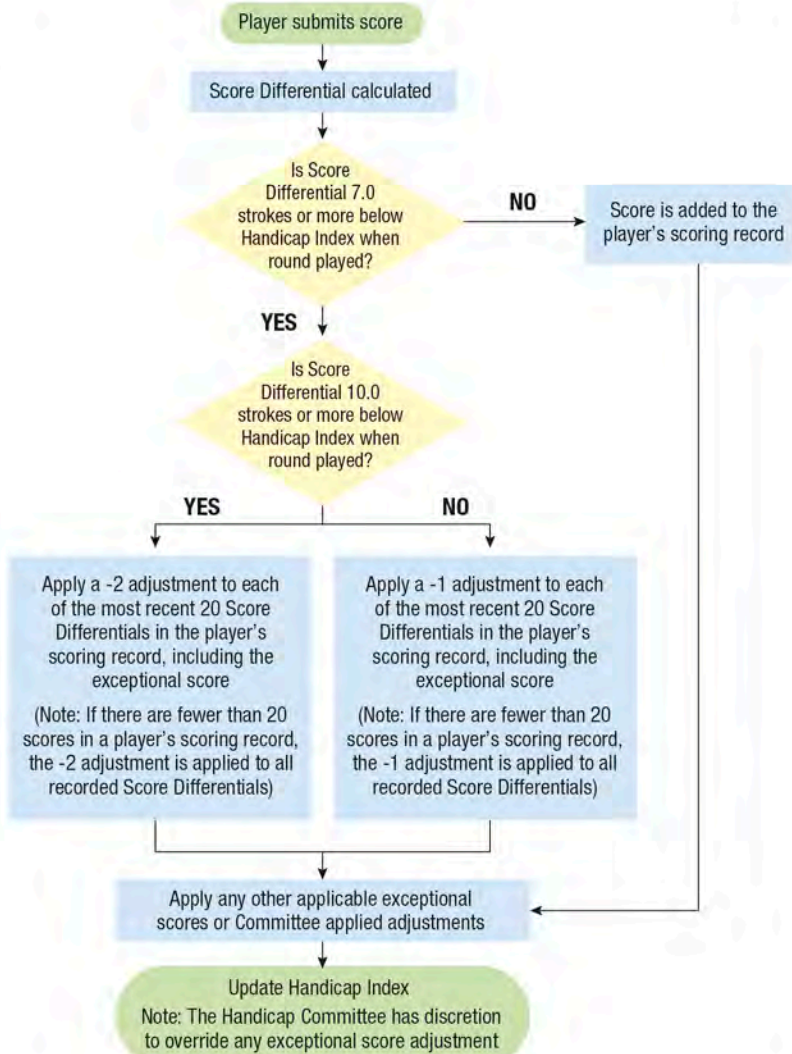 Player submits score
Score Differential calculated
Is Score
Differential 7.0
strokes or more below
Handicap Index when
round played?
NO
Score is added to the
player's scoring record
YES
Is Score
Differential 10.0
strokes or more below
Handicap Index when
round played?
YES
NO
Apply a -2 adjustment to each
of the most recent 20 Score
Differentials in the player's
scoring record, including the
exceptional score
(Note: If there are fewer than 20
scores in a player's scoring record,
the -2 adjustment is applied to all
recorded Score Differentials)
Apply a -1 adjustment to each
of the most recent 20 Score
Differentials in the player's
scoring record, including the
exceptional score
(Note: If there are fewer than 20
scores in a player's scoring record,
the -1 adjustment is applied to all
recorded Score Differentials)
Apply any other applicable exceptional
scores or Committee applied adjustments
Update Handicap Index
Note: The Handicap Committee has discretion
to override any exceptional score adjustment